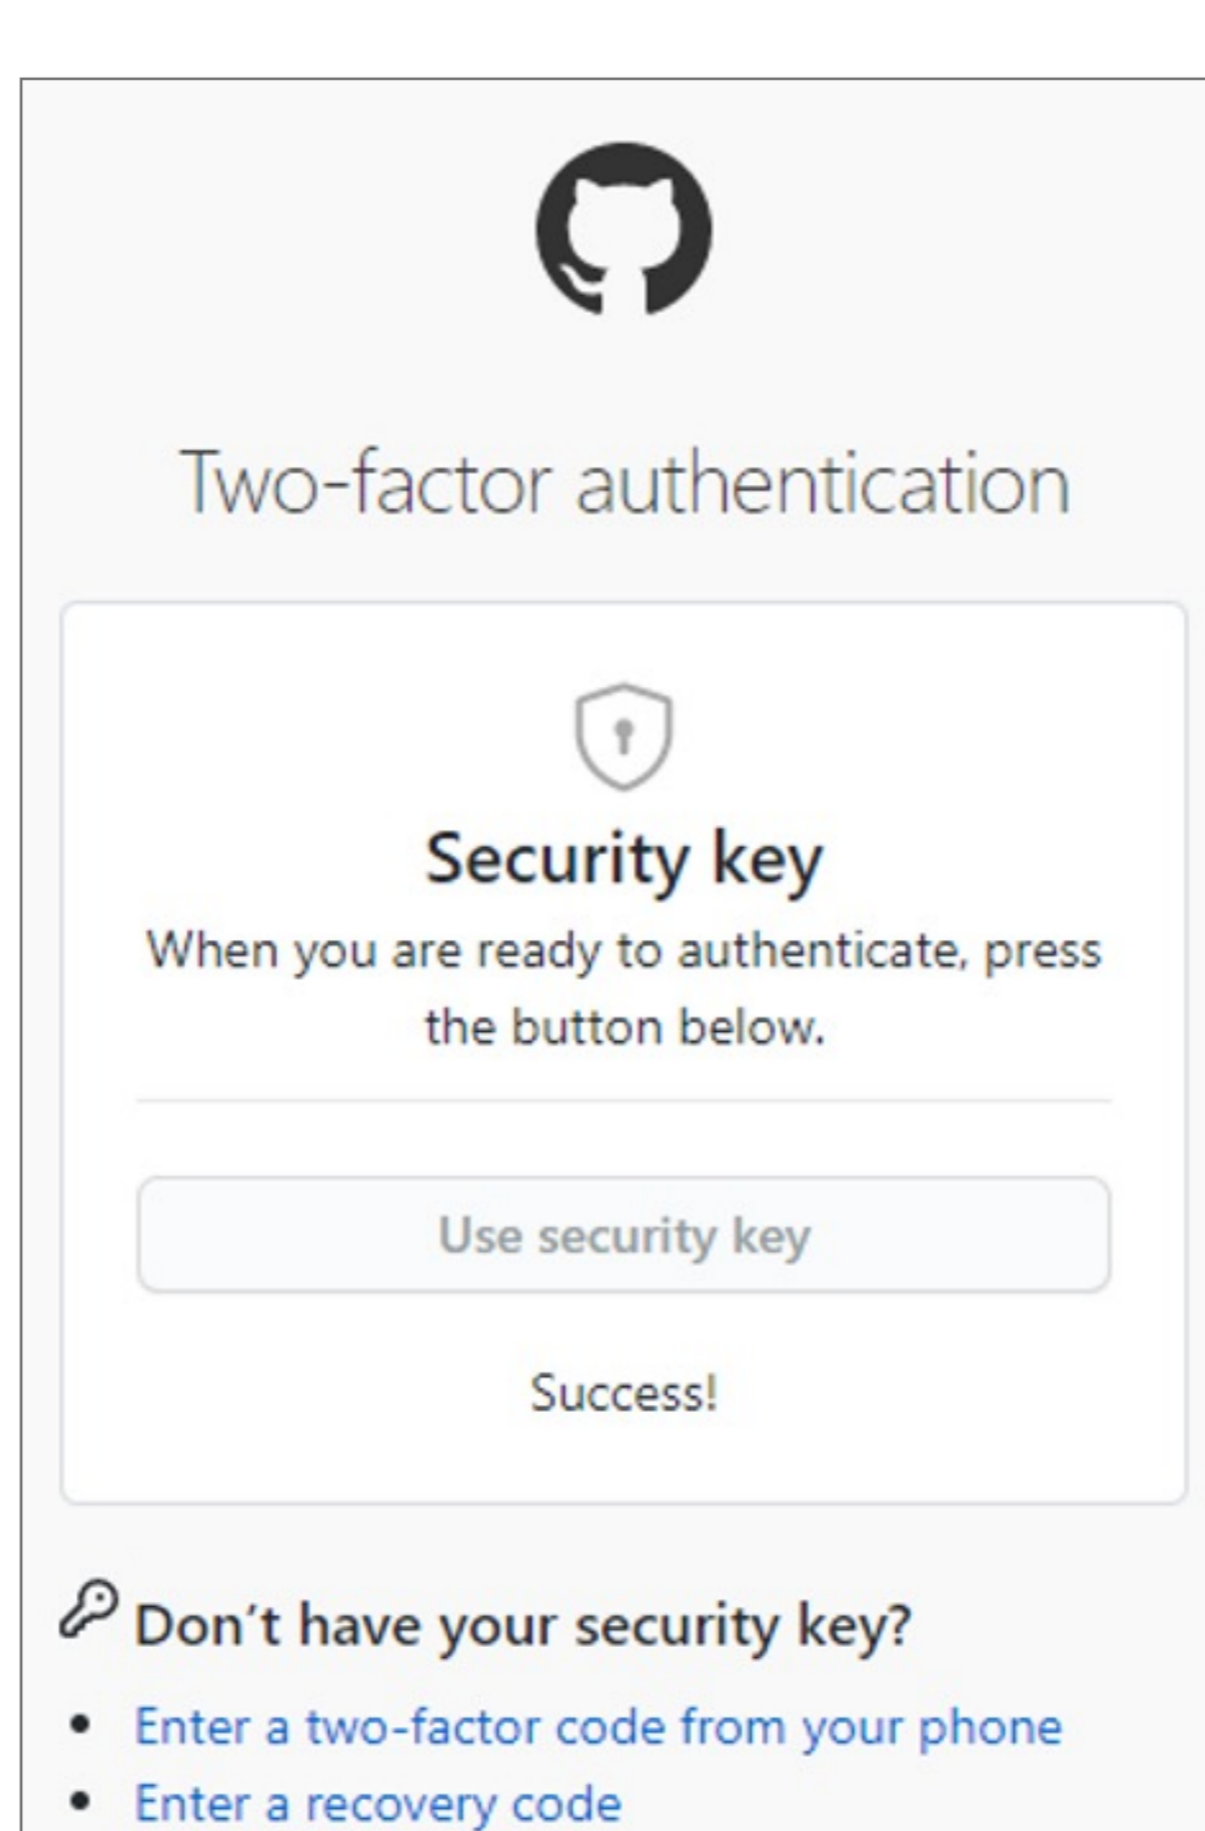 Two-factor authentication
Security key
When you are ready to authenticate, press
the button below.
Use security key
Success!
Don't have your security key?
Enter a two-factor code from your phone
Enter a recovery code